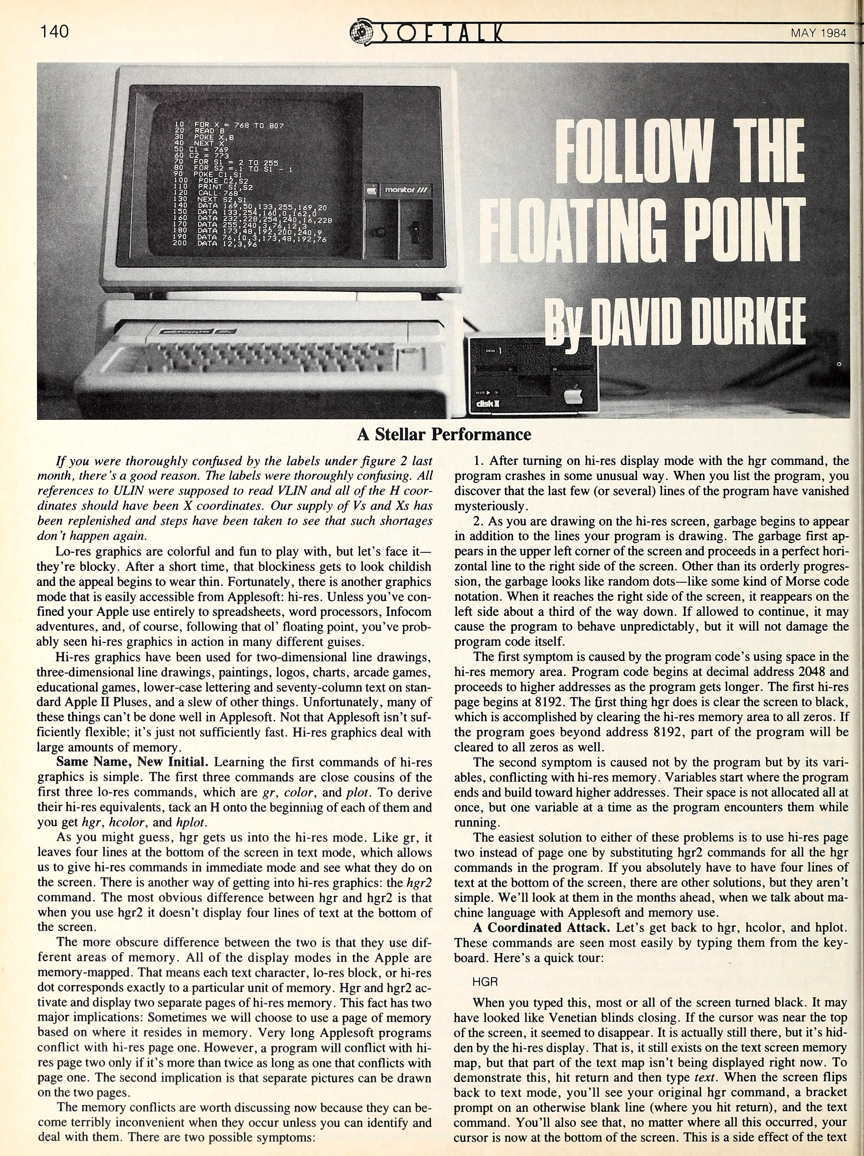 140
SOFTALK
MAY 1984
10 FOR X = 768 TO 807
20 READ B
30 POKE X,B
40 NEXT X
50 C1 = 769
60 C2 = 773
70 FOR S1 = 2 TO 255
80 FOR S2 = 1 TO S1 - 1
90 POKE C1,S1
100 POKE C2,S2
110 PRINT S1,S2
120 CALL 768
130 NEXT S2,S1
140 DATA 169,50,133,255,169,20
150 DATA 133,254,160,0,162,0
160 DATA 232,228,254,240,16,228
170 DATA 255,240,3,76,12,3
180 DATA 173,48,192,200,240,9
190 DATA 76,10,3,173,48,192,76
200 DATA 12,3,96
monitor ///
disk II
FOLLOW THE
FLOATING POINT
By DAVID DURKEE
A Stellar Performance
If you were thoroughly confused by the labels under figure 2 last
month, there's a good reason. The labels were thoroughly confusing. All
references to ULIN were supposed to read VLIN and all of the H coor-
dinates should have been X coordinates. Our supply of Vs and Xs has
been replenished and steps have been taken to see that such shortages
don't happen again.
Lo-res graphics are colorful and fun to play with, but let's face it—
they're blocky. After a short time, that blockiness gets to look childish
and the appeal begins to wear thin. Fortunately, there is another graphics
mode that is easily accessible from Applesoft: hi-res. Unless you've con-
fined your Apple use entirely to spreadsheets, word processors, Infocom
adventures, and, of course, following that ol' floating point, you've prob-
ably seen hi-res graphics in action in many different guises.
Hi-res graphics have been used for two-dimensional line drawings,
three-dimensional line drawings, paintings, logos, charts, arcade games,
educational games, lower-case lettering and seventy-column text on stan-
dard Apple II Pluses, and a slew of other things. Unfortunately, many of
these things can't be done well in Applesoft. Not that Applesoft isn't suf-
ficiently flexible; it's just not sufficiently fast. Hi-res graphics deal with
large amounts of memory.
Same Name, New Initial. Learning the first commands of hi-res
graphics is simple. The first three commands are close cousins of the
first three lo-res commands, which are gr, color, and plot. To derive
their hi-res equivalents, tack an H onto the beginning of each of them and
you get hgr, hcolor, and hplot.
As you might guess, hgr gets us into the hi-res mode. Like gr, it
leaves four lines at the bottom of the screen in text mode, which allows
us to give hi-res commands in immediate mode and see what they do on
the screen. There is another way of getting into hi-res graphics: the hgr2
command. The most obvious difference between hgr and hgr2 is that
when you use hgr2 it doesn't display four lines of text at the bottom of
the screen.
The more obscure difference between the two is that they use dif-
ferent areas of memory. All of the display modes in the Apple are
memory-mapped. That means each text character, lo-res block, or hi-res
dot corresponds exactly to a particular unit of memory. Hgr and hgr2 ac-
tivate and display two separate pages of hi-res memory. This fact has two
major implications: Sometimes we will choose to use a page of memory
based on where it resides in memory. Very long Applesoft programs
conflict with hi-res page one. However, a program will conflict with hi-
res page two only if it's more than twice as long as one that conflicts with
page one. The second implication is that separate pictures can be drawn
on the two pages.
The memory conflicts are worth discussing now because they can be-
come terribly inconvenient when they occur unless you can identify and
deal with them. There are two possible symptoms:
1. After turning on hi-res display mode with the hgr command, the
program crashes in some unusual way. When you list the program, you
discover that the last few (or several) lines of the program have vanished
mysteriously.
2. As you are drawing on the hi-res screen, garbage begins to appear
in addition to the lines your program is drawing. The garbage first ap-
pears in the upper left corner of the screen and proceeds in a perfect hori-
zontal line to the right side of the screen. Other than its orderly progres-
sion, the garbage looks like random dots—like some kind of Morse code
notation. When it reaches the right side of the screen, it reappears on the
left side about a third of the way down. If allowed to continue, it may
cause the program to behave unpredictably, but it will not damage the
program code itself.
The first symptom is caused by the program code's using space in the
hi-res memory area. Program code begins at decimal address 2048 and
proceeds to higher addresses as the program gets longer. The first hi-res
page begins at 8192. The first thing hgr does is clear the screen to black,
which is accomplished by clearing the hi-res memory area to all zeros. If
the program goes beyond address 8192, part of the program will be
cleared to all zeros as well.
The second symptom is caused not by the program but by its vari-
ables, conflicting with hi-res memory. Variables start where the program
ends and build toward higher addresses. Their space is not allocated all at
once, but one variable at a time as the program encounters them while
running.
The easiest solution to either of these problems is to use hi-res page
two instead of page one by substituting hgr2 commands for all the hgr
commands in the program. If you absolutely have to have four lines of
text at the bottom of the screen, there are other solutions, but they aren't
simple. We'll look at them in the months ahead, when we talk about ma-
chine language with Applesoft and memory use.
A Coordinated Attack. Let's get back to hgr, hcolor, and hplot.
These commands are seen most easily by typing them from the key-
board. Here's a quick tour:
HGR
When you typed this, most or all of the screen turned black. It may
have looked like Venetian blinds closing. If the cursor was near the top
of the screen, it seemed to disappear. It is actually still there, but it's hid-
den by the hi-res display. That is, it still exists on the text screen memory
map, but that part of the text map isn't being displayed right now. To
demonstrate this, hit return and then type text. When the screen flips
back to text mode, you'll see your original hgr command, a bracket
prompt on an otherwise blank line (where you hit return), and the text
command. You'll also see that, no matter where all this occurred, your
cursor is now at the bottom of the screen. This is a side effect of the text